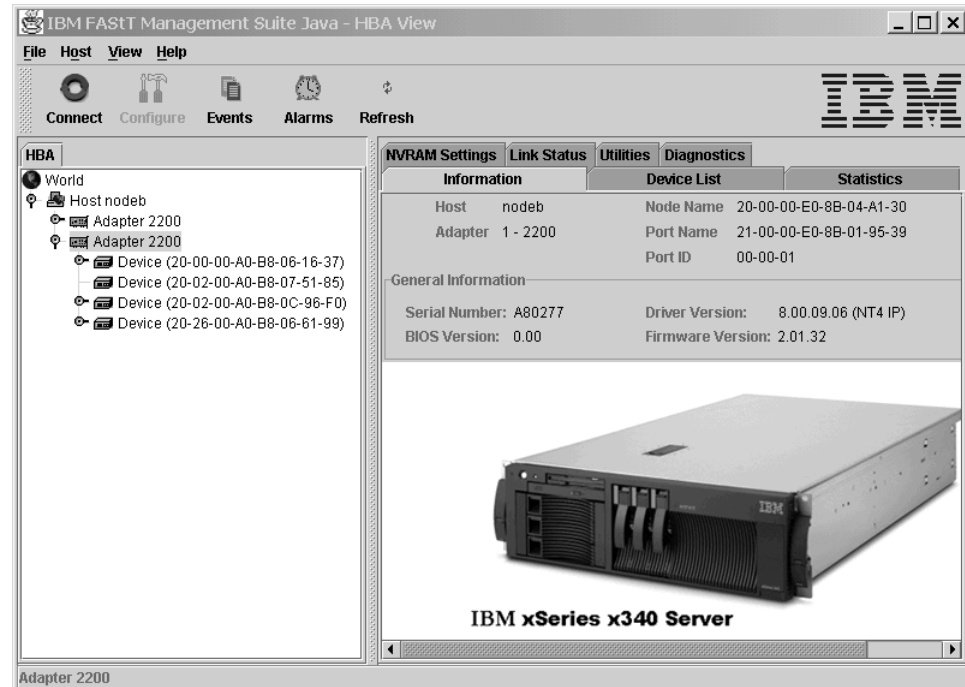 IBM FAStT Management Suite Java - HBA View
File Host View Help
Connect Configure Events Alarms Refresh
IBM
HBA
World
Host nodeb
Adapter 2200
Adapter 2200
Device (20-00-00-A0-B8-06-16-37)
Device (20-02-00-A0-B8-07-51-85)
Device (20-02-00-A0-B8-0C-96-F0)
Device (20-26-00-A0-B8-06-61-99)
NVRAM Settings Link Status Utilities Diagnostics
Information Device List Statistics
Host nodeb Node Name 20-00-00-E0-8B-04-A1-30
Adapter 1 - 2200 Port Name 21-00-00-E0-8B-01-95-39
Port ID 00-00-01
General Information
Serial Number: A80277 Driver Version: 8.00.09.06 (NT4 IP)
BIOS Version: 0.00 Firmware Version: 2.01.32
IBM
IBM xSeries x340 Server
Adapter 2200